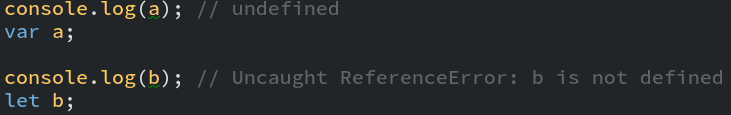 console.log(a); // undefined
var a;
console.log(b); // Uncaught ReferenceError: b is not defined
let b;